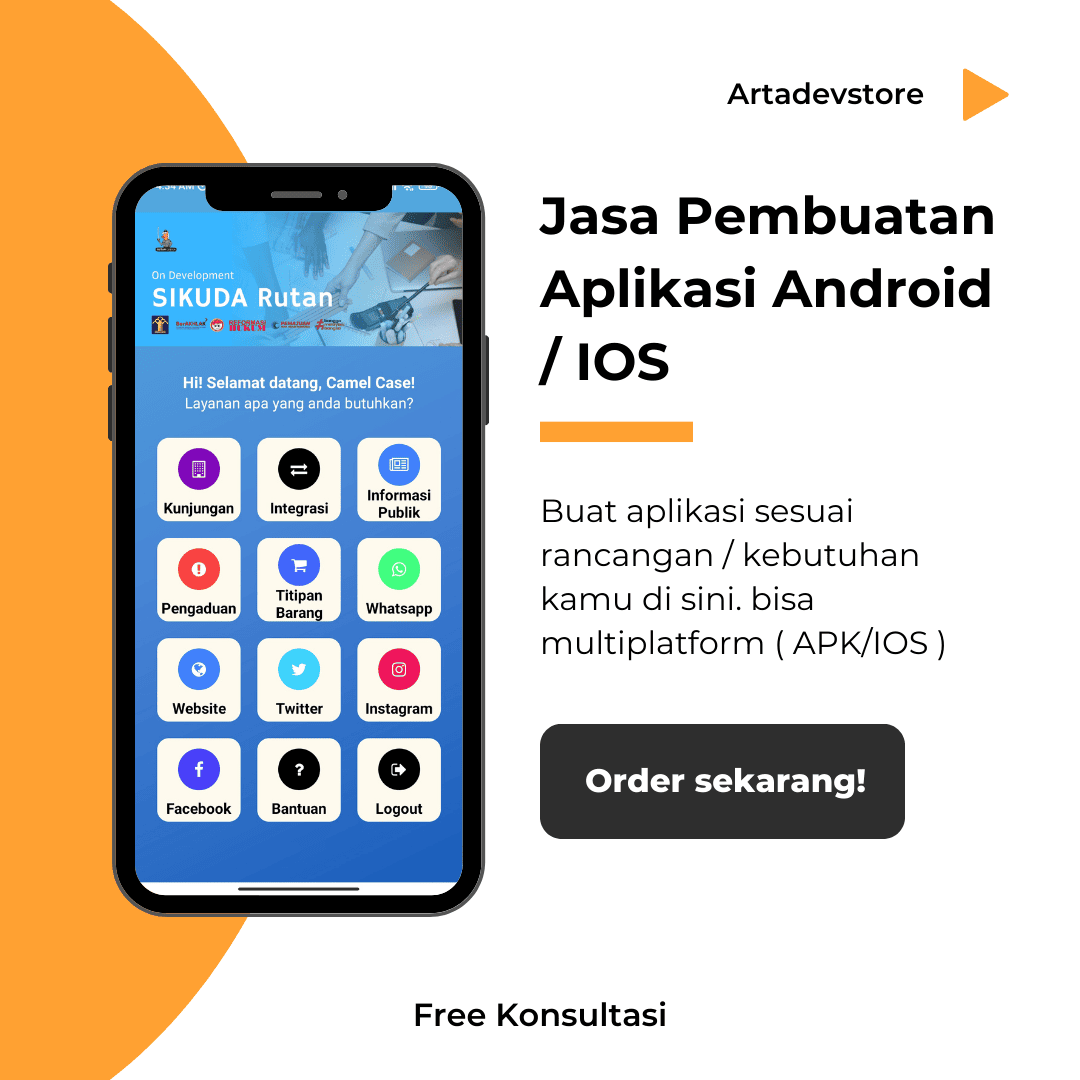 Artadevstore
Jasa Pembuatan
Aplikasi Android
/ IOS
Buat aplikasi sesuai
rancangan / kebutuhan
kamu di sini. bisa
multiplatform ( APK/IOS )
Order sekarang!
Free Konsultasi
On Development
SIKUDA Rutan
REFORMASI
HUKUM
Hi! Selamat datang, Camel Case!
Layanan apa yang anda butuhkan?
Kunjungan
Integrasi
Informasi
Publik
Pengaduan
Titipan
Barang
Whatsapp
Website
Twitter
Instagram
Facebook
Bantuan
Logout